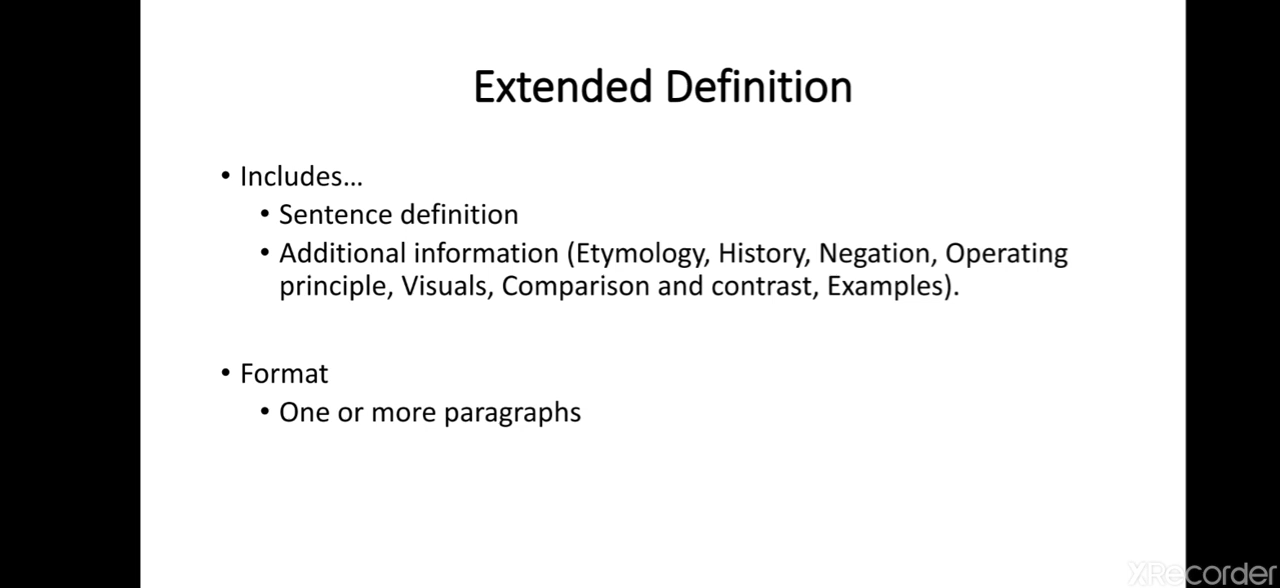 Extended Definition
• Includes...
• Sentence definition
• Additional information (Etymology, History, Negation, Operating
principle, Visuals, Comparison and contrast, Examples).
• Format
• One or more paragraphs
XRecorder